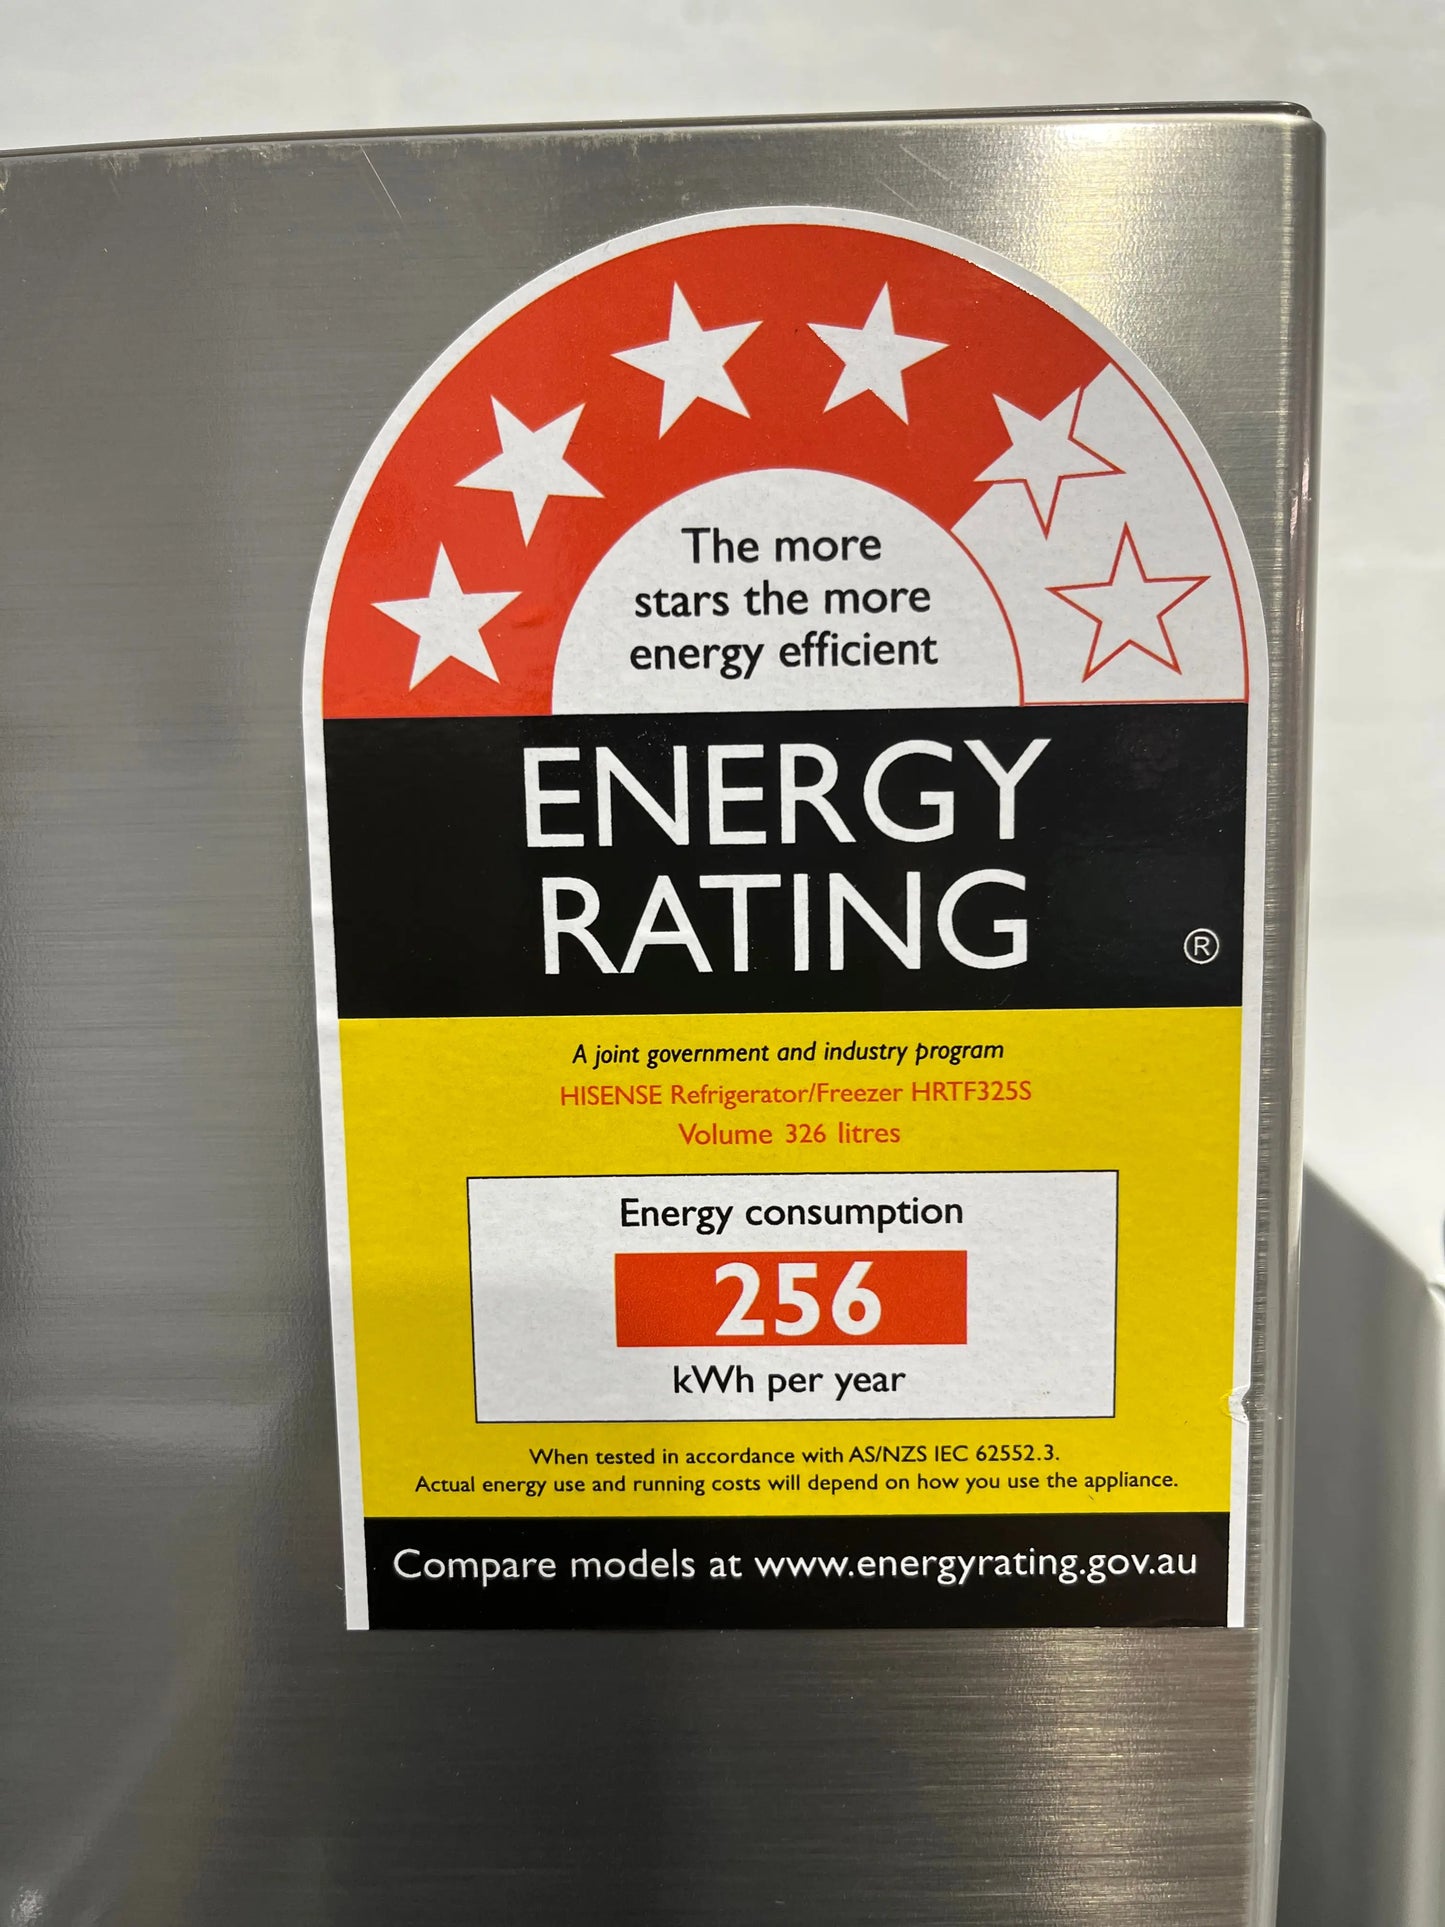 The more
stars the more
energy efficient
ENERGY
RATING
®
A joint government and industry program
HISENSE Refrigerator/Freezer HRTF325S
Volume 326 litres
Energy consumption
256
kWh per year
When tested in accordance with AS/NZS IEC 62552.3.
Actual energy use and running costs will depend on how you use the appliance.
Compare models at www.energyrating.gov.au